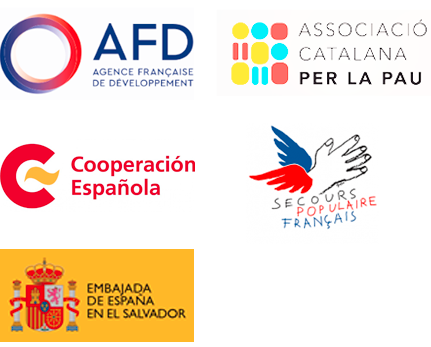 AFD
AGENCE FRANÇAISE
DE DÉVELOPPEMENT
ASSOCIACIÓ
CATALANA
PER LA PAU
Cooperación
Española
SECOURS
POPULAIRE
FRANÇAIS
EMBAJADA
DE ESPAÑA
EN EL SALVADOR